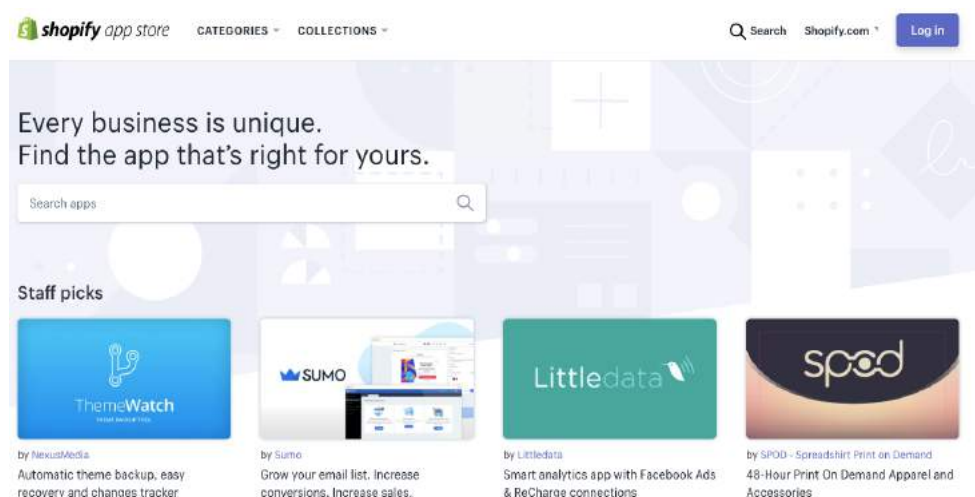 shopify app store CATEGORIES COLLECTIONS Search Shopify.com Log in
Every business is unique.
Find the app that's right for yours.
Search apps
Staff picks
ThemeWatch
SUMO
Littledata
spod
by NexusMedia
Automatic theme backup, easy
recovery and changes tracker
by Sumo
Grow your email list. Increase
conversions. Increase sales.
by Littledata
Smart analytics app with Facebook Ads
& ReCharge connections
by SPOD - Spreadshirt Print on Demand
48-Hour Print On Demand Apparel and
Accessories